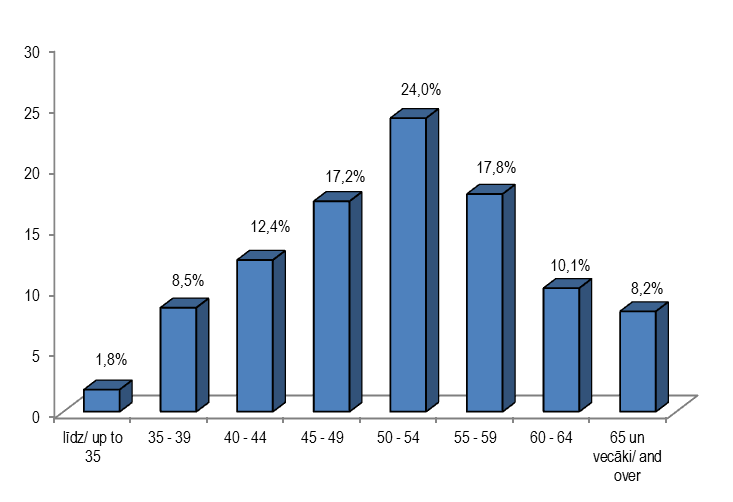 30
25
20
15
10
5
0
1,8%
8,5%
12,4%
17,2%
24,0%
17,8%
10,1%
8,2%
līdz/ up to
35
35 - 39
40 - 44
45 - 49
50 - 54
55 - 59
60 - 64
65 un
vecāki/ and
over